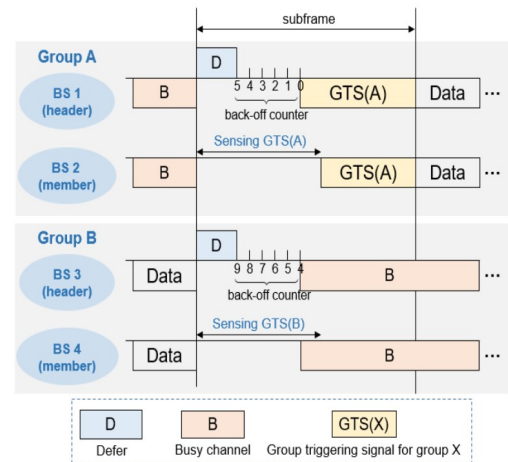 subframe
Group A
D
5 4 3 2 1 0
BS 1
(header)
B
GTS(A)
Data
...
back-off counter
Sensing GTS(A)
BS 2
(member)
B
GTS(A)
Data
...
Group B
D
9 8 7 6 5 4
BS 3
(header)
Data
B
...
back-off counter
Sensing GTS(B)
BS 4
(member)
Data
B
...
D
B
GTS(X)
Defer
Busy channel
Group triggering signal for group X